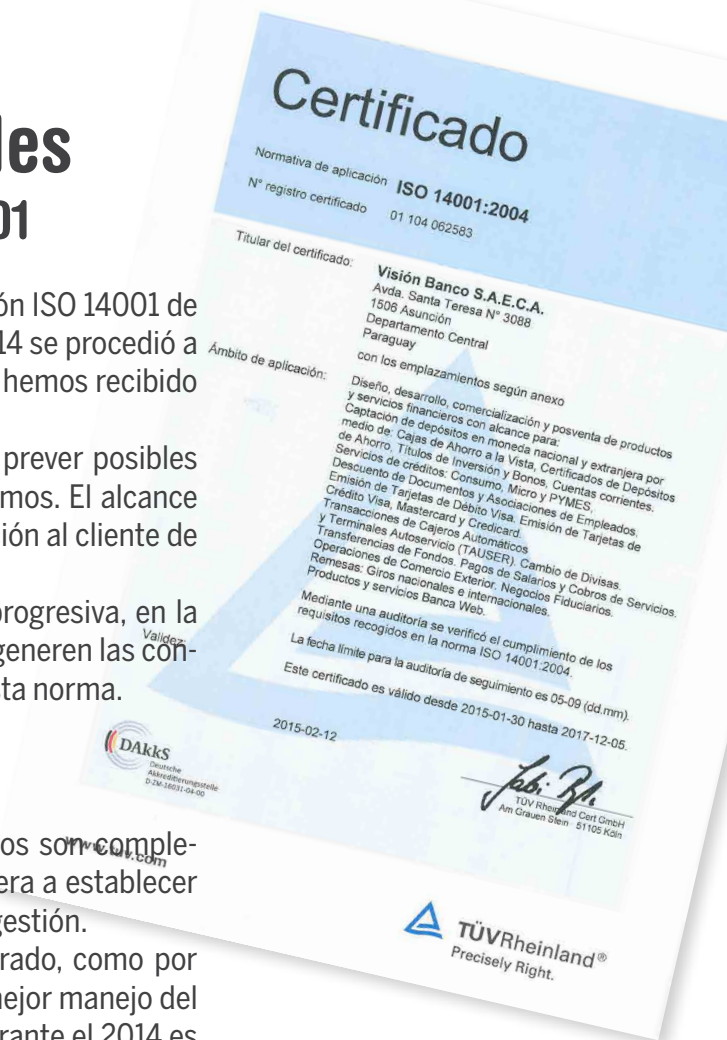 01
ón ISO 14001 de
14 se procedió a
hemos recibido
prever posibles
mos. El alcance
ción al cliente de
progresiva, en la
generen las con-
sta norma.
os son comple-
era a establecer
gestión.
rado, como por
mejor manejo del
rante el 2014 es
Certificado
Normativa de aplicación ISO 14001:2004
N° registro certificado 01 104 062583
Titular del certificado:
Visión Banco S.A.E.C.A.
Avda. Santa Teresa N° 3088
1506 Asunción
Departamento Central
Paraguay
con los emplazamientos según anexo
Ámbito de aplicación:
Diseño, desarrollo, comercialización y posventa de productos
y servicios financieros con alcance para:
Captación de depósitos en moneda nacional y extranjera por
medio de: Cajas de Ahorro a la Vista, Certificados de Depósitos
de Ahorro, Títulos de Inversión y Bonos, Cuentas corrientes.
Servicios de créditos: Consumo, Micro y PYMES,
Descuento de Documentos y Asociaciones de Empleados.
Emisión de Tarjetas de Débito Visa. Emisión de Tarjetas de
Crédito Visa, Mastercard y Credicard.
Transacciones de Cajeros Automáticos
y Terminales Autoservicio (TAUSER). Cambio de Divisas.
Transferencias de Fondos. Pagos de Salarios y Cobros de Servicios.
Operaciones de Comercio Exterior, Negocios Fiduciarios.
Remesas: Giros nacionales e internacionales.
Productos y servicios Banca Web.
Mediante una auditoría se verificó el cumplimiento de los
requisitos recogidos en la norma ISO 14001:2004.
Validez:
La fecha límite para la auditoría de seguimiento es 05-09 (dd.mm).
Este certificado es válido desde 2015-01-30 hasta 2017-12-05.
2015-02-12
DAkkS
Deutsche
Akkreditierungsstelle
D-ZM-16031-04-00
TÜV Rheinland Cert GmbH
Am Grauen Stein · 51105 Köln
www.tuv.com
TÜVRheinland®
Precisely Right.